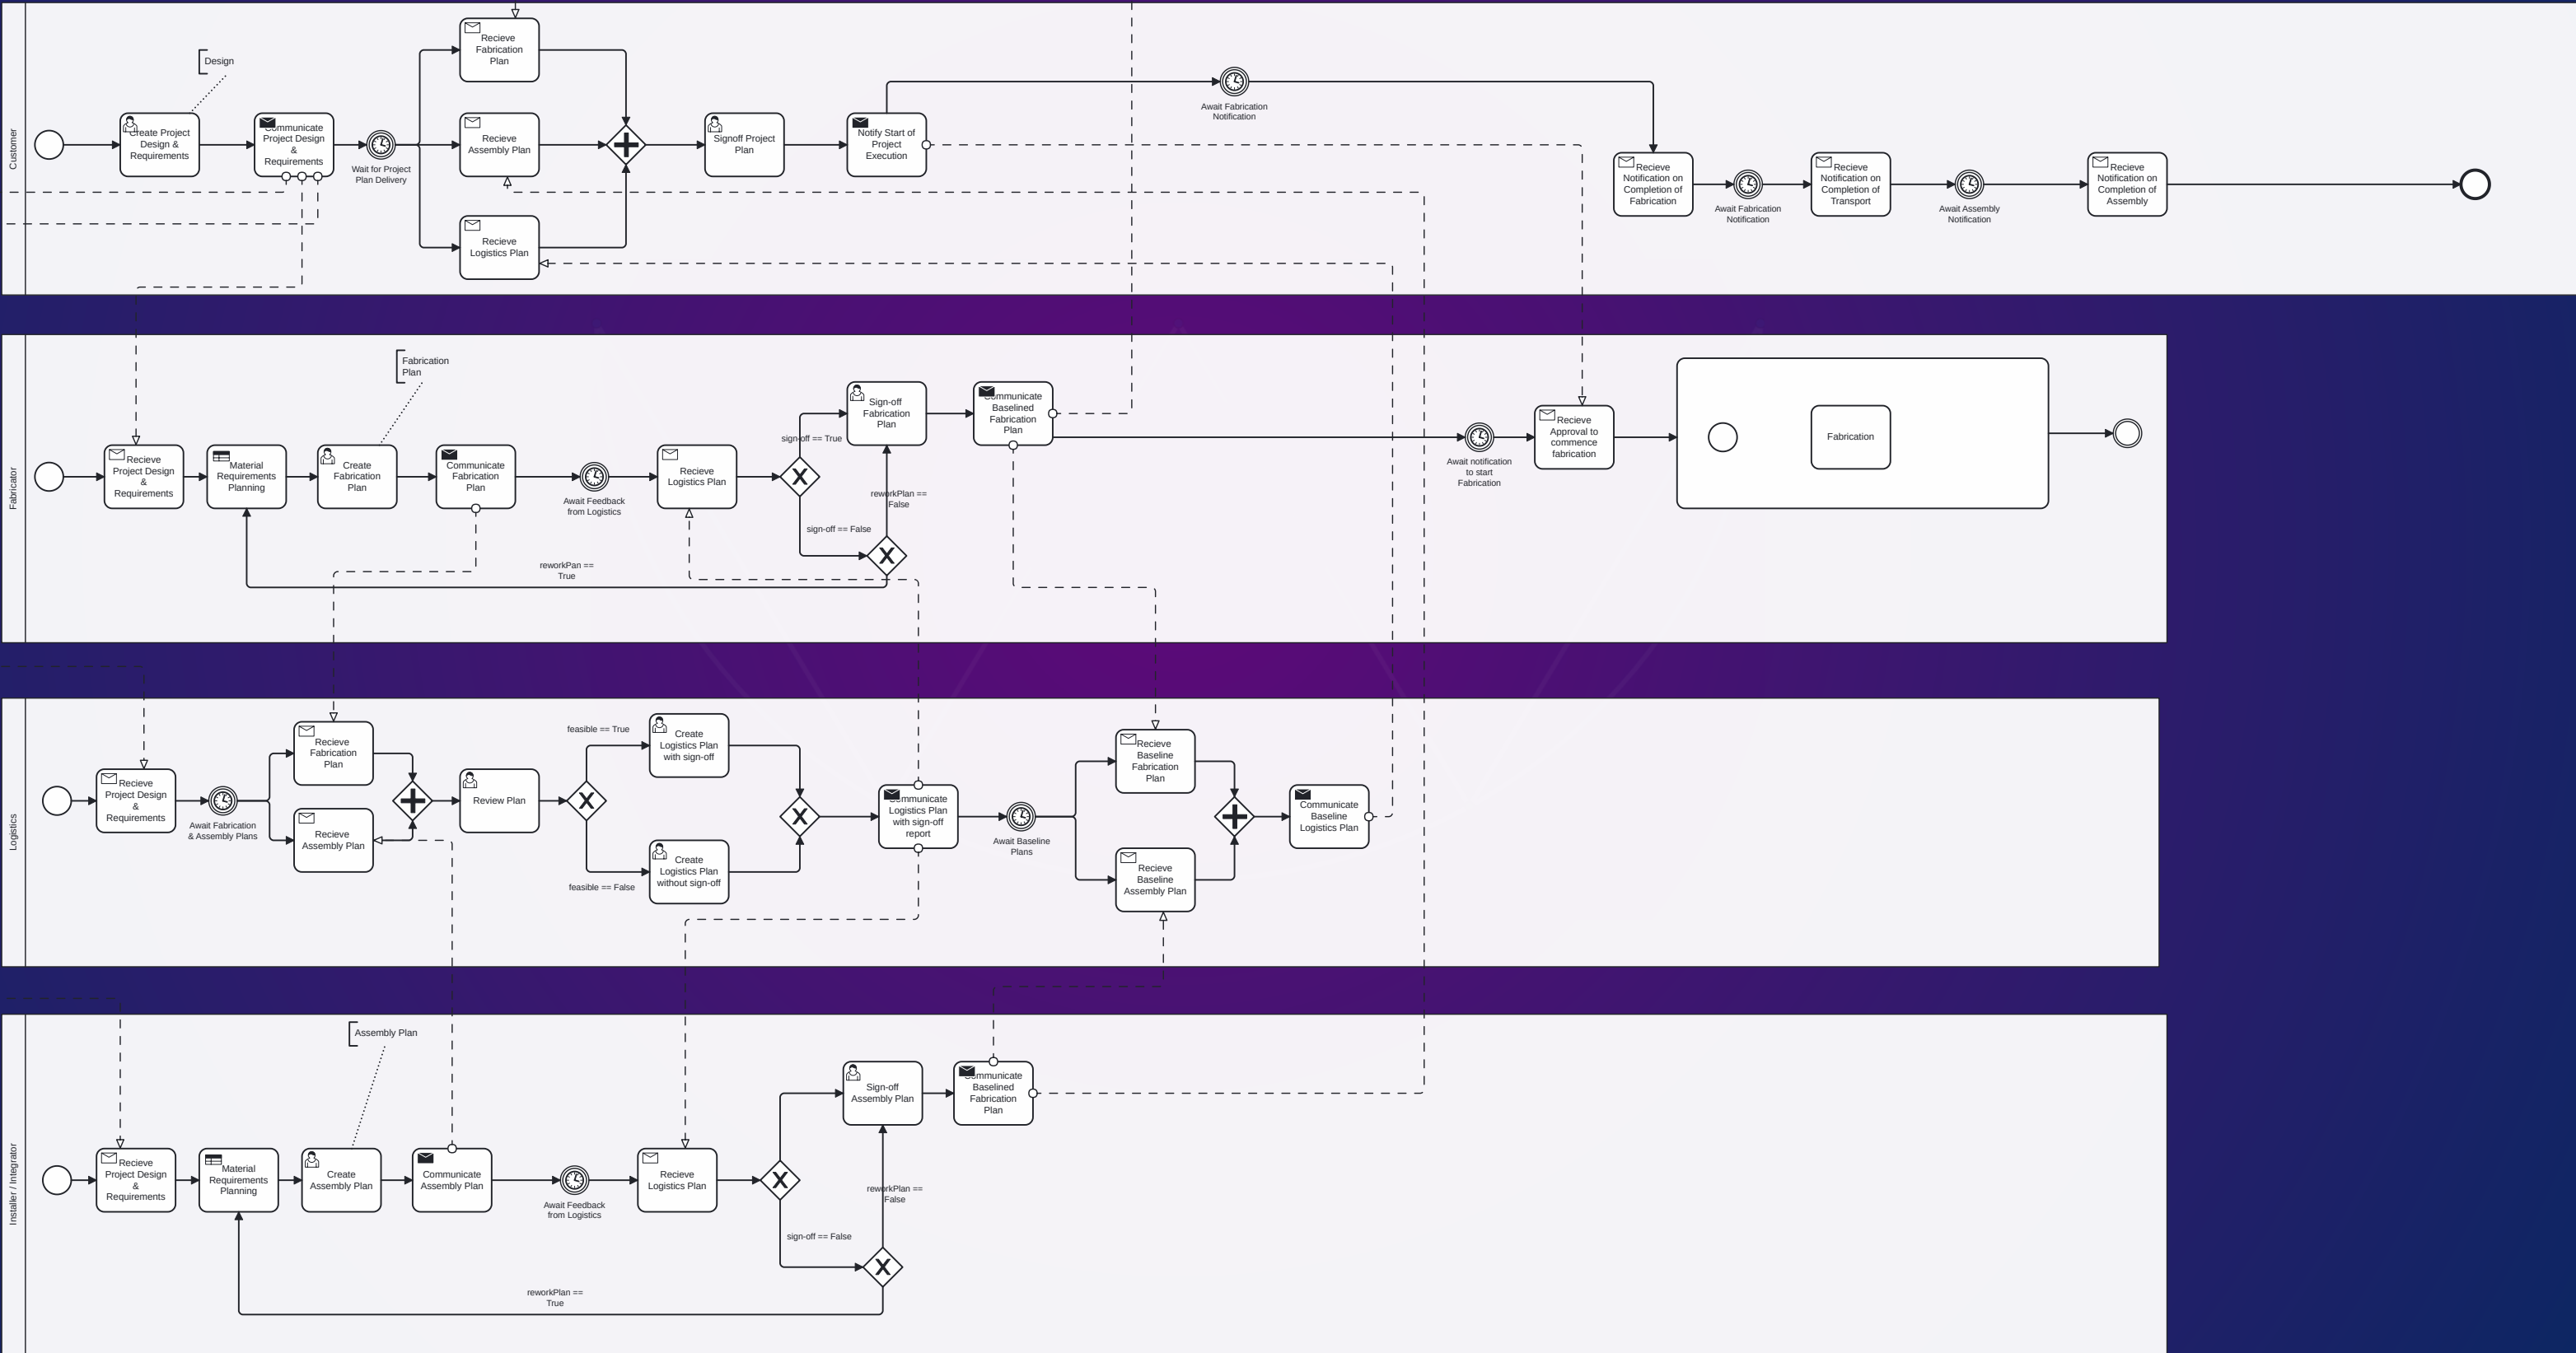 Customer
Design
Create Project
Design &
Requirements
Communicate
Project Design
&
Requirements
Wait for Project
Plan Delivery
Recieve
Fabrication
Plan
Recieve
Assembly Plan
Recieve
Logistics Plan
Signoff Project
Plan
Notify Start of
Project
Execution
Await Fabrication
Notification
Recieve
Notification on
Completion of
Fabrication
Await Fabrication
Notification
Recieve
Notification on
Completion of
Transport
Await Assembly
Notification
Recieve
Notification on
Completion of
Assembly
Fabricator
Fabrication
Plan
Recieve
Project Design
&
Requirements
Material
Requirements
Planning
Create
Fabrication
Plan
Communicate
Fabrication
Plan
Await Feedback
from Logistics
Recieve
Logistics Plan
sign-off == True
sign-off == False
reworkPlan ==
False
reworkPan ==
True
Sign-off
Fabrication
Plan
Communicate
Baselined
Fabrication
Plan
Await notification
to start
Fabrication
Recieve
Approval to
commence
fabrication
Fabrication
Logistics
Recieve
Project Design
&
Requirements
Await Fabrication
& Assembly Plans
Recieve
Fabrication
Plan
Recieve
Assembly Plan
Review Plan
feasible == True
feasible == False
Create
Logistics Plan
with sign-off
Create
Logistics Plan
without sign-off
Communicate
Logistics Plan
with sign-off
report
Await Baseline
Plans
Recieve
Baseline
Fabrication
Plan
Recieve
Baseline
Assembly Plan
Communicate
Baseline
Logistics Plan
Installer / Integrator
Assembly Plan
Recieve
Project Design
&
Requirements
Material
Requirements
Planning
Create
Assembly Plan
Communicate
Assembly Plan
Await Feedback
from Logistics
Recieve
Logistics Plan
sign-off == False
reworkPlan ==
False
reworkPlan ==
True
Sign-off
Assembly Plan
Communicate
Baselined
Fabrication
Plan